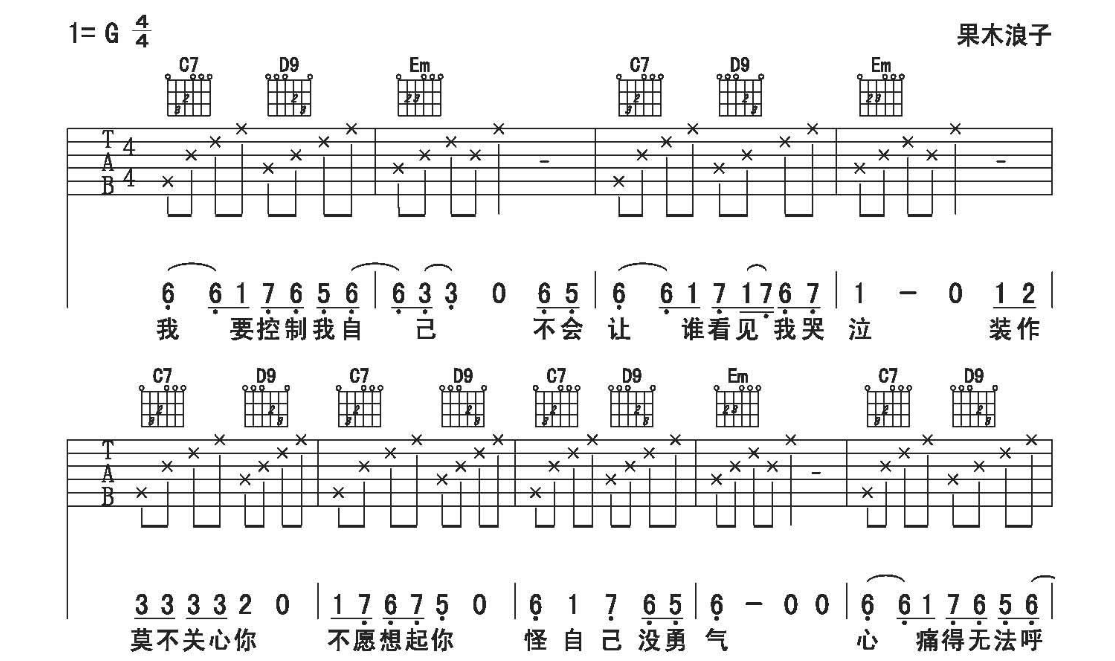 1= G 4/4 果木浪子
C7 D9 Em C7 D9 Em
T A B 4/4
6 6 1 7 6 5 6 | 6 3 3 0 6 5 | 6 6 1 7 1 7 6 7 | 1 - 0 1 2 |
我 要控制我自 己 不会 让 谁看见我哭 泣 装作
C7 D9 C7 D9 C7 D9 Em C7 D9
T A B
3 3 3 3 2 0 | 1 7 6 7 5 0 | 6 1 7 6 5 | 6 - 0 0 | 6 6 1 7 6 5 6
莫不关心你 不愿想起你 怪自己没勇 气 心 痛得无法呼